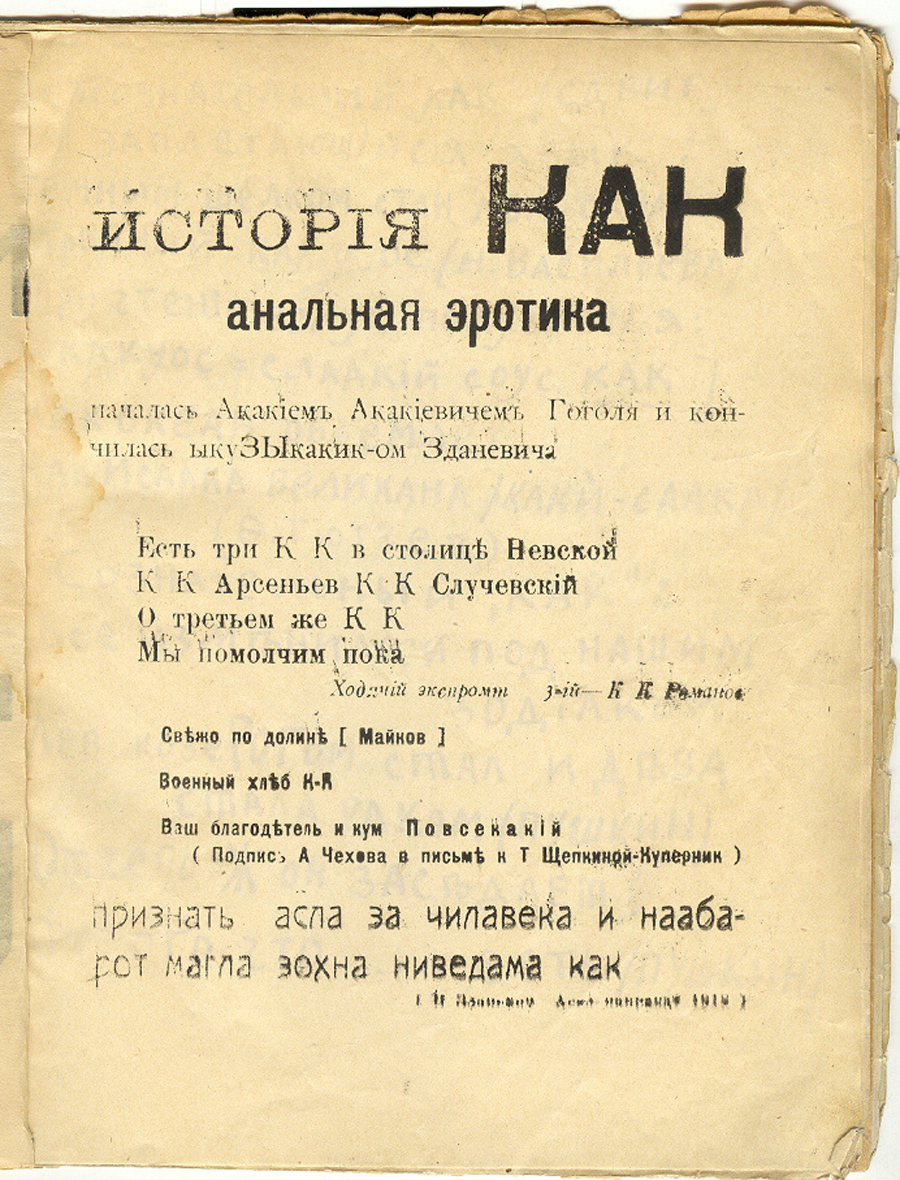 ИСТОРІЯ КАК
анальная эротика
началась Акакіемъ Акакіевичемъ Гоголя и кон-
чилась ыкуЗЫкакик-ом Зданевича
Есть три К К в столицѣ Невской
К К Арсеньев К К Случевскій
О третьем же К К
Мы помолчим пока
Ходячій экспромт 3-ій— К К Романов
Свѣжо по долинѣ [ Майков ]
Военный хлѣб К-К
Ваш благодѣтель и кум Повсекакій
( Подпись А Чехова в письмѣ к Т Щепкиной-Куперник )
признать асла за чилавека и нааба-
рот магла зохна ниведама как